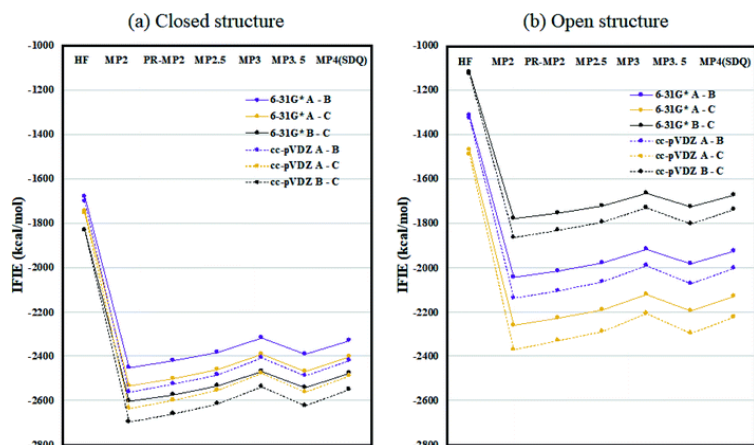 (a) Closed structure
-1000
HF MP2 PR-MP2 MP2.5 MP3 MP3. 5 MP4(SDQ)
-1200
6-31G* A - B
6-31G* A - C
-1400
6-31G* B - C
cc-pVDZ A - B
cc-pVDZ A - C
-1600
cc-pVDZ B - C
-1800
IFIE (kcal/mol)
-2000
-2200
-2400
-2600
-2800
(b) Open structure
-1000
HF MP2 PR-MP2 MP2.5 MP3 MP3. 5 MP4(SDQ)
-1200
6-31G* A - B
6-31G* A - C
-1400
6-31G* B - C
cc-pVDZ A - B
cc-pVDZ A - C
-1600
cc-pVDZ B - C
-1800
IFIE (kcal/mol)
-2000
-2200
-2400
-2600
-2800